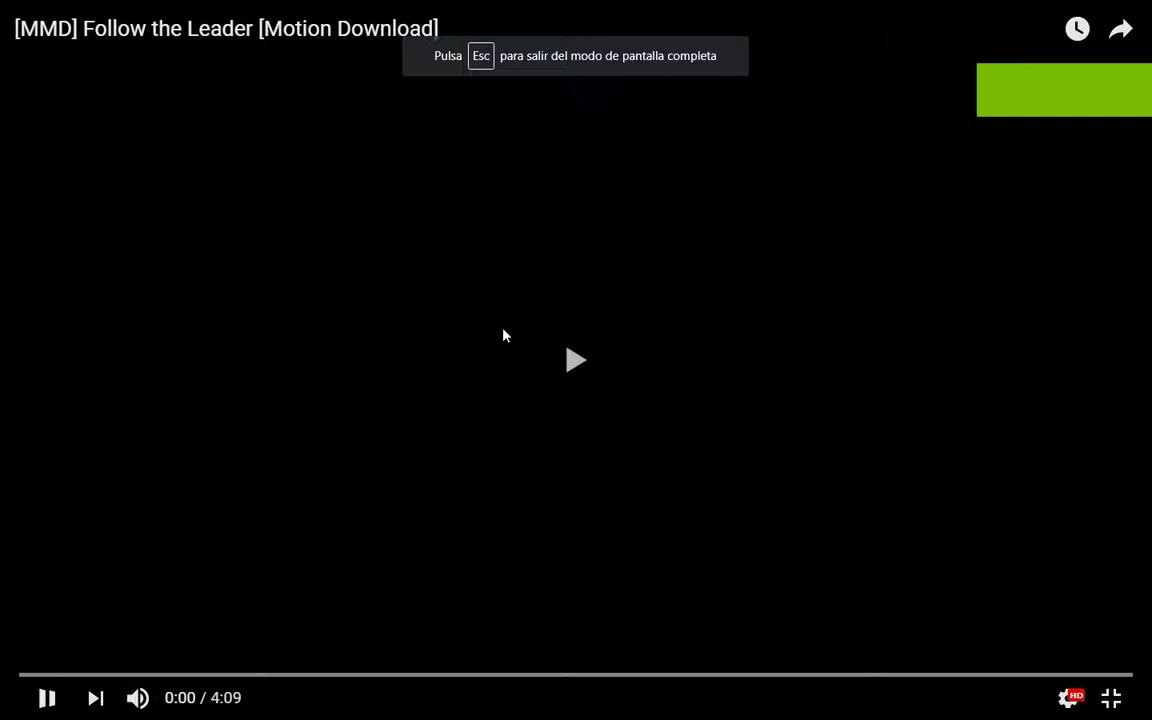 [MMD] Follow the Leader [Motion Download]
Pulsa Esc para salir del modo de pantalla completa
0:00 / 4:09
HD